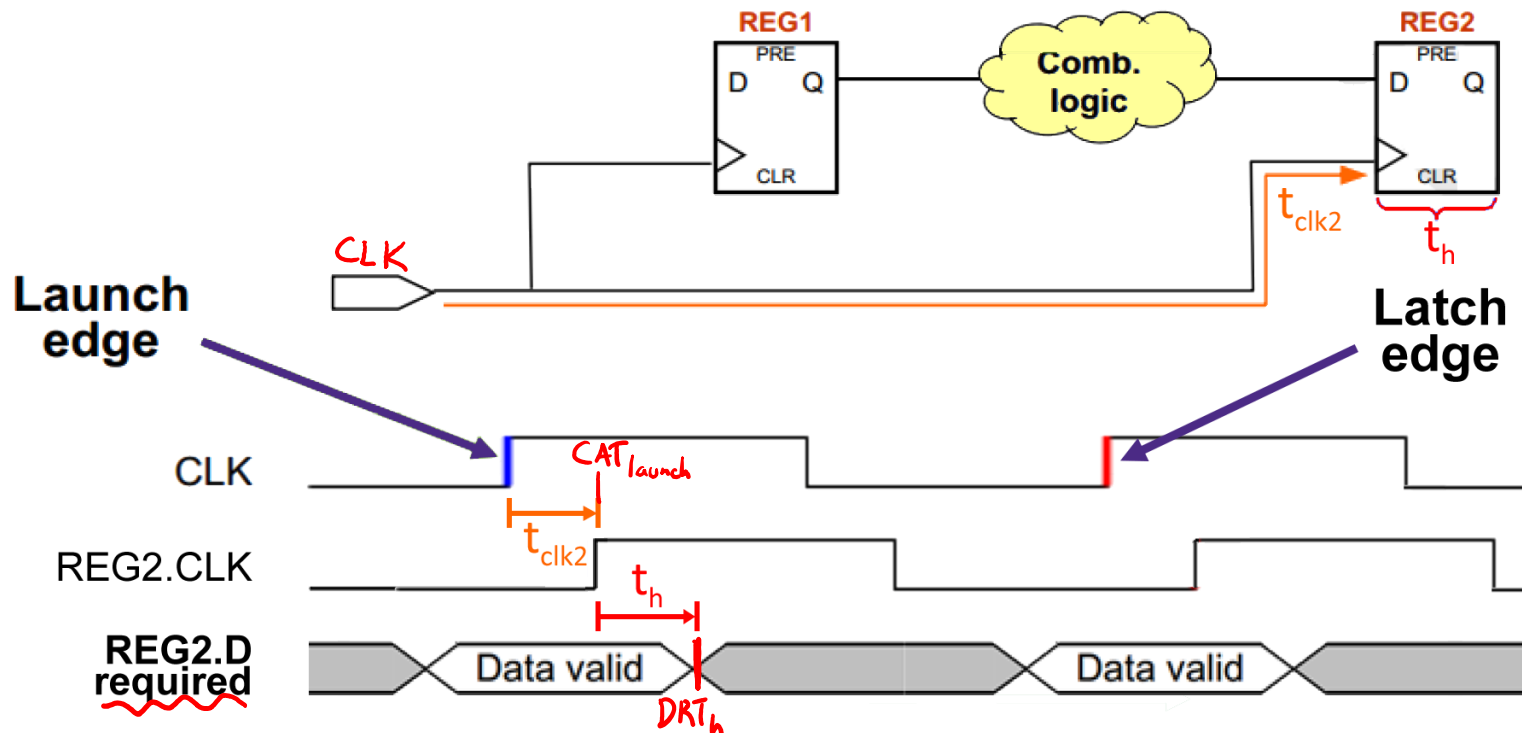 REG1
PRE
D Q
CLR
Comb.
logic
REG2
PRE
D Q
CLR
t_clk2
t_h
CLK
Launch
edge
Latch
edge
CLK
CAT_launch
t_clk2
REG2.CLK
t_h
REG2.D
required
Data valid
Data valid
DRT_h